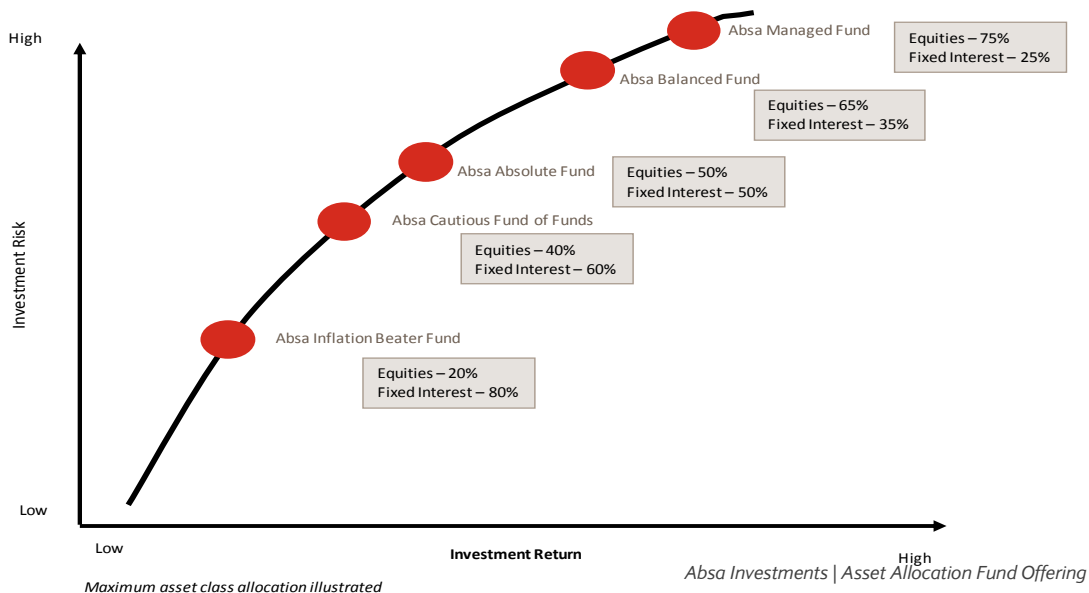 High
Absa Managed Fund
Equities – 75%
Fixed Interest – 25%
Absa Balanced Fund
Equities – 65%
Fixed Interest – 35%
Absa Absolute Fund
Equities – 50%
Fixed Interest – 50%
Absa Cautious Fund of Funds
Equities – 40%
Fixed Interest – 60%
Investment Risk
Absa Inflation Beater Fund
Equities – 20%
Fixed Interest – 80%
Low
Low
Investment Return
High
Absa Investments | Asset Allocation Fund Offering
Maximum asset class allocation illustrated